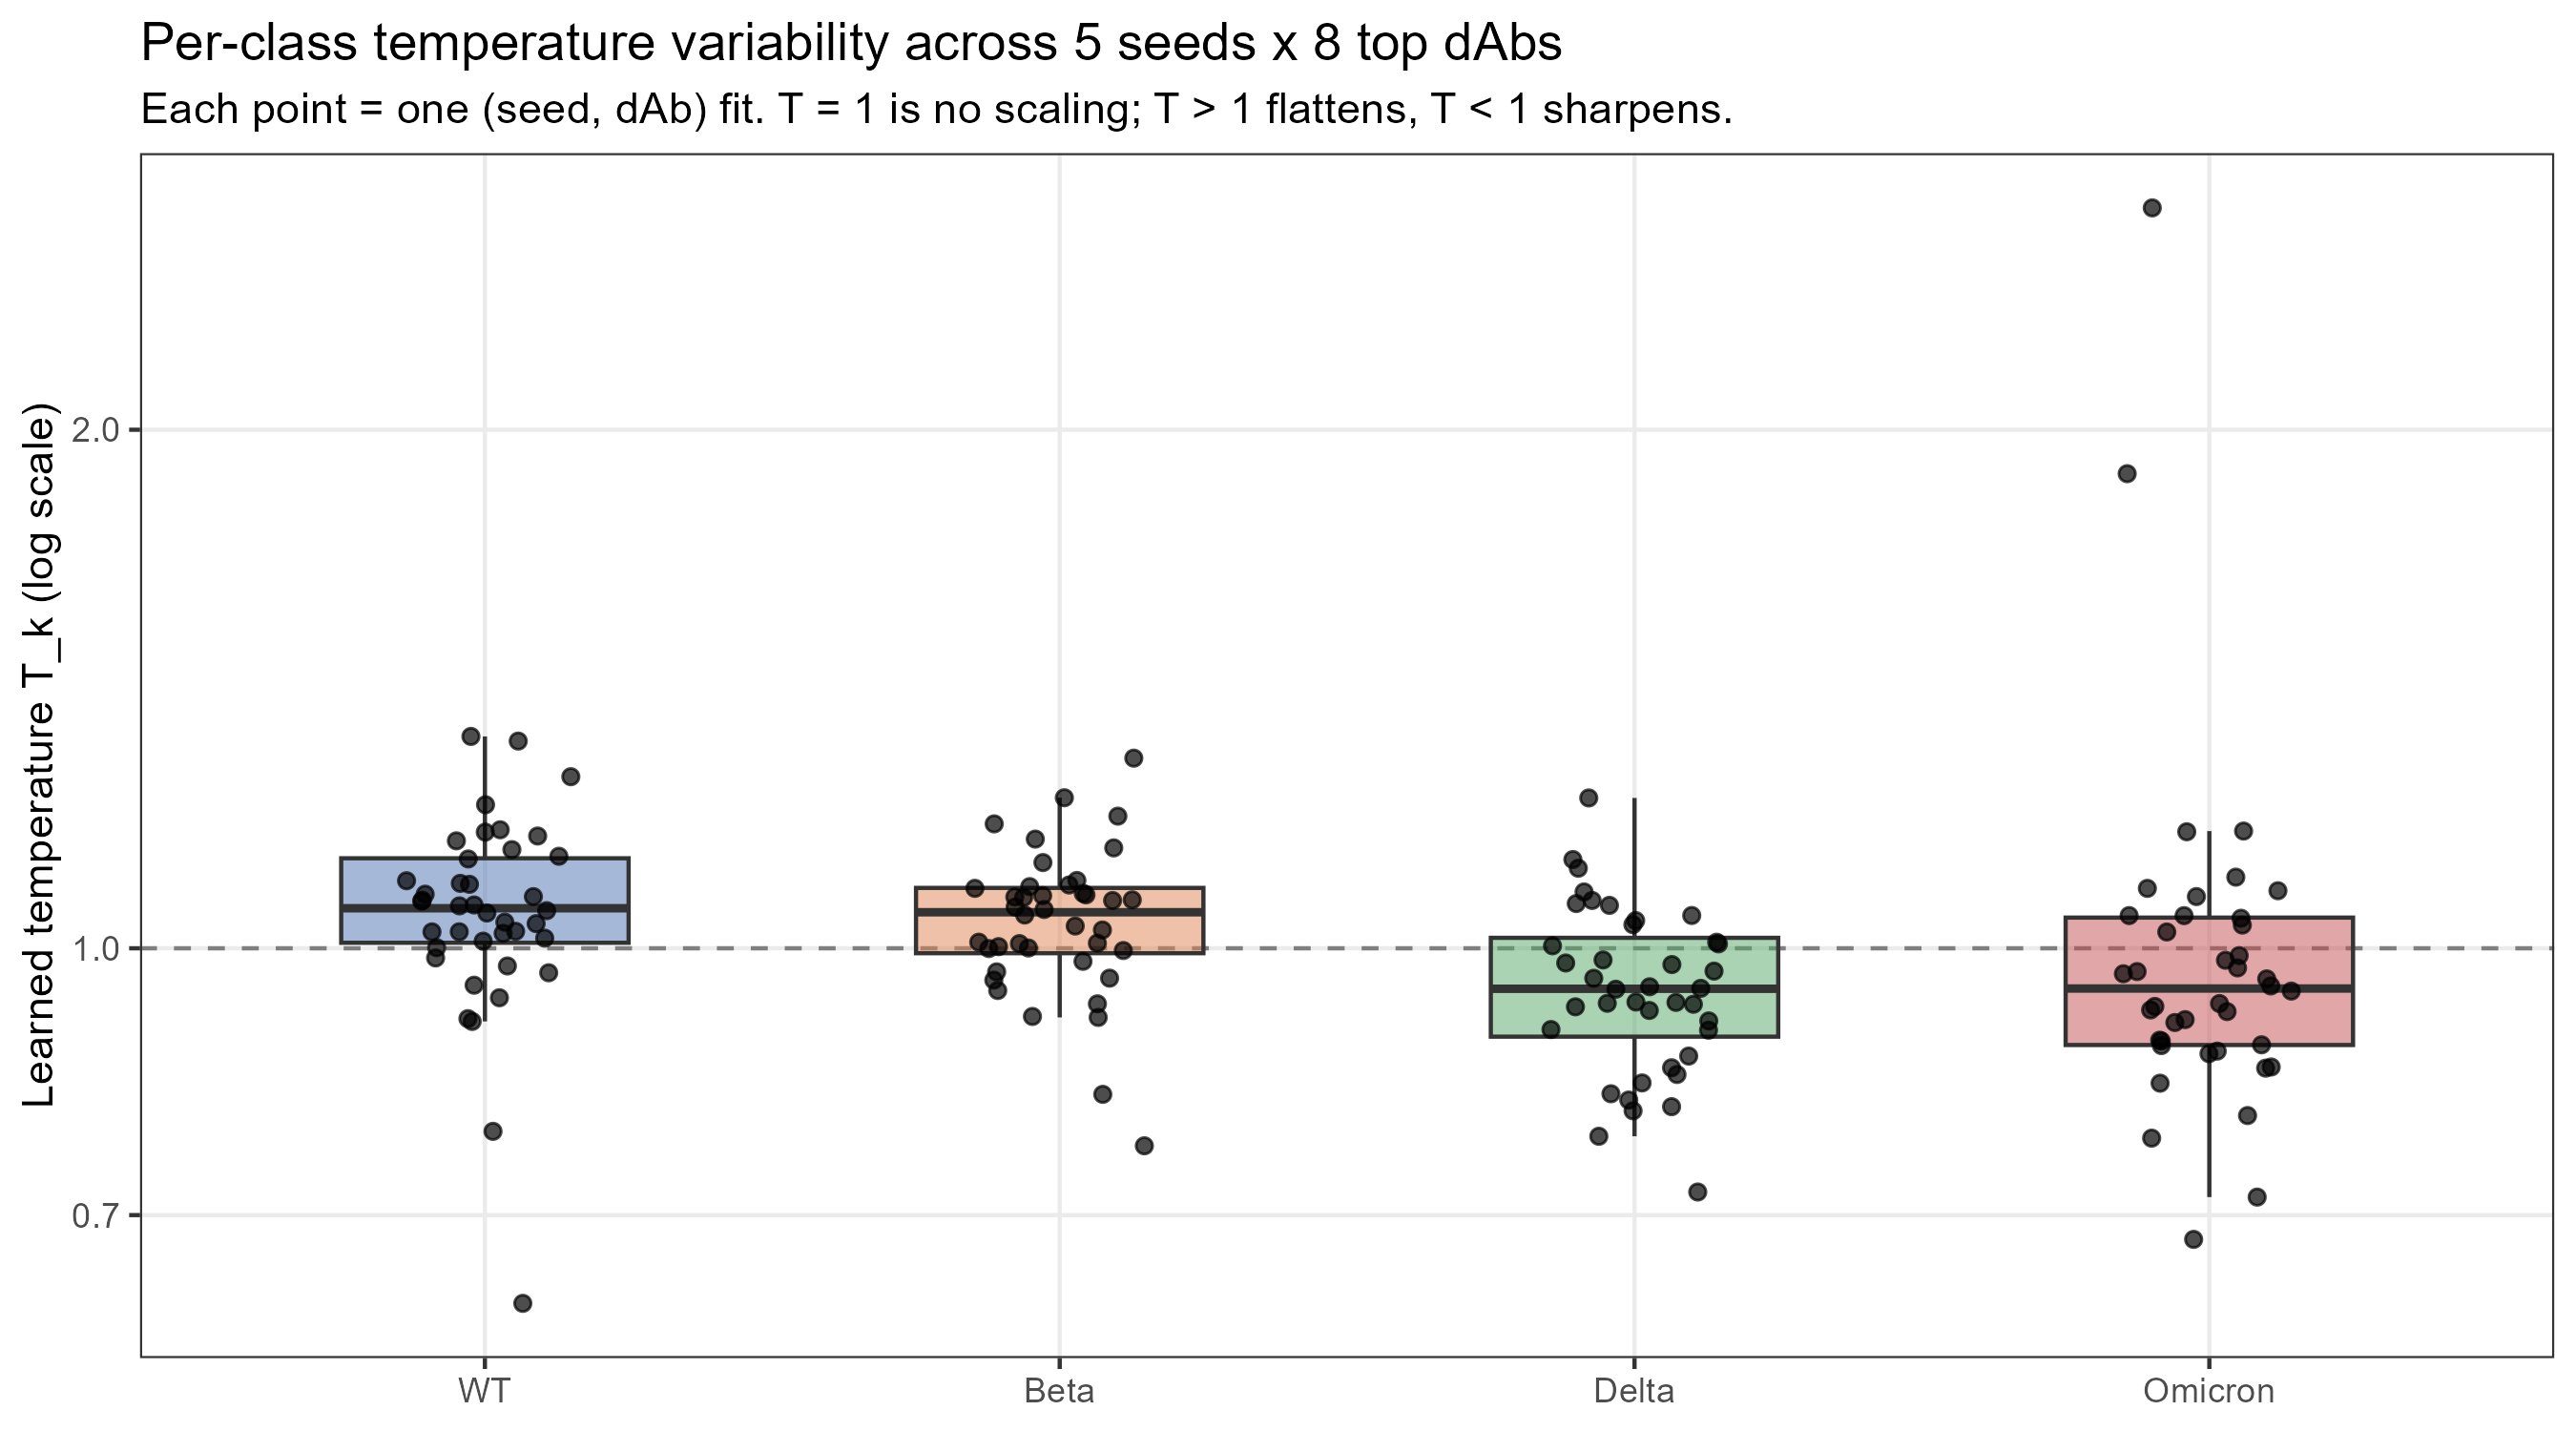 Per-class temperature variability across 5 seeds x 8 top dAbs
Each point = one (seed, dAb) fit. T = 1 is no scaling; T > 1 flattens, T < 1 sharpens.
Learned temperature T_k (log scale)
2.0
1.0
0.7
WT
Beta
Delta
Omicron